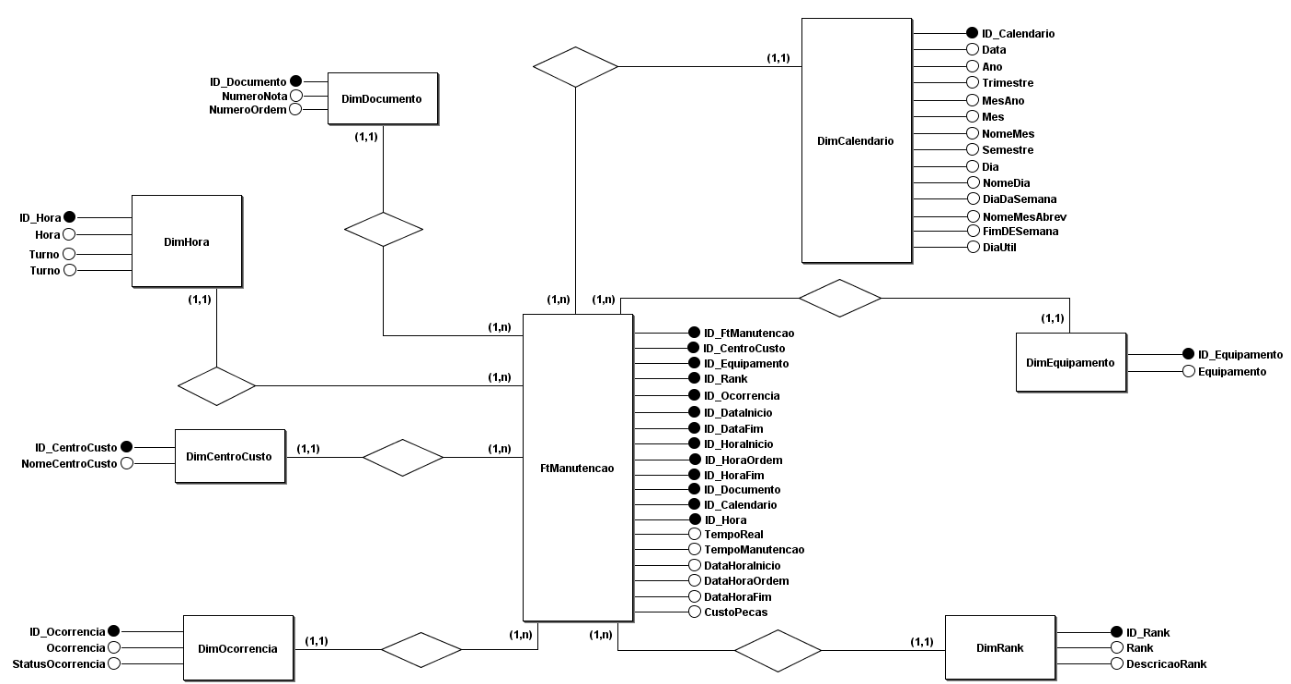 (1,1)
DimCalendario
ID_Calendario
Data
Ano
Trimestre
MesAno
Mes
NomeMes
Semestre
Dia
NomeDia
DiaDaSemana
NomeMesAbrev
FimDESemana
DiaUtil
(1,n)
ID_Documento
NumeroNota
NumeroOrdem
DimDocumento
(1,1)
(1,n)
ID_Hora
Hora
Turno
Turno
DimHora
(1,1)
(1,n)
(1,n)
(1,1)
DimEquipamento
ID_Equipamento
Equipamento
ID_CentroCusto
NomeCentroCusto
DimCentroCusto
(1,1)
(1,n)
FtManutencao
ID_FtManutencao
ID_CentroCusto
ID_Equipamento
ID_Rank
ID_Ocorrencia
ID_DataInicio
ID_DataFim
ID_HoraInicio
ID_HoraOrdem
ID_HoraFim
ID_Documento
ID_Calendario
ID_Hora
TempoReal
TempoManutencao
DataHoraInicio
DataHoraOrdem
DataHoraFim
CustoPecas
ID_Ocorrencia
Ocorrencia
StatusOcorrencia
DimOcorrencia
(1,1)
(1,n)
(1,n)
(1,1)
DimRank
ID_Rank
Rank
DescricaoRank